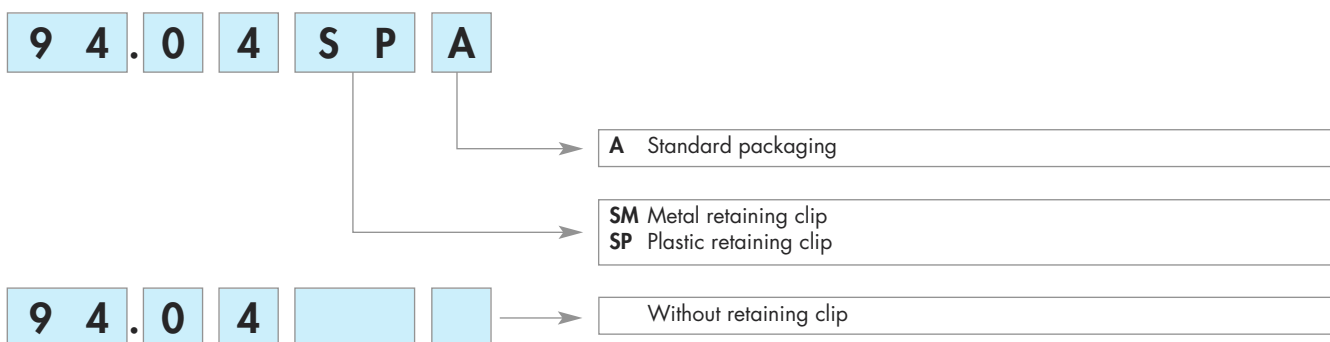 9 4 . 0 4 S P A
A Standard packaging
SM Metal retaining clip
SP Plastic retaining clip
9 4 . 0 4
Without retaining clip